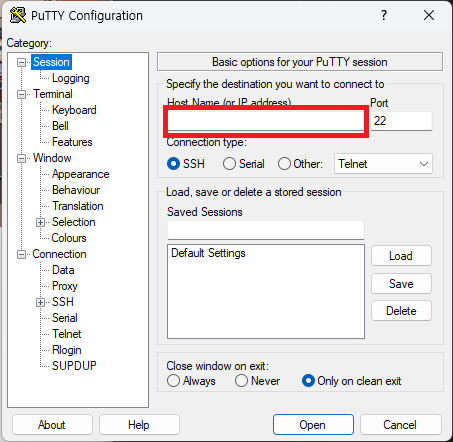 PuTTY Configuration
Category:
Session
Logging
Terminal
Keyboard
Bell
Features
Window
Appearance
Behaviour
Translation
Selection
Colours
Connection
Data
Proxy
SSH
Serial
Telnet
Rlogin
SUPDUP
Basic options for your PuTTY session
Specify the destination you want to connect to
Host Name (or IP address)
Port
22
Connection type:
SSH
Serial
Other:
Telnet
Load, save or delete a stored session
Saved Sessions
Default Settings
Load
Save
Delete
Close window on exit:
Always
Never
Only on clean exit
About
Help
Open
Cancel